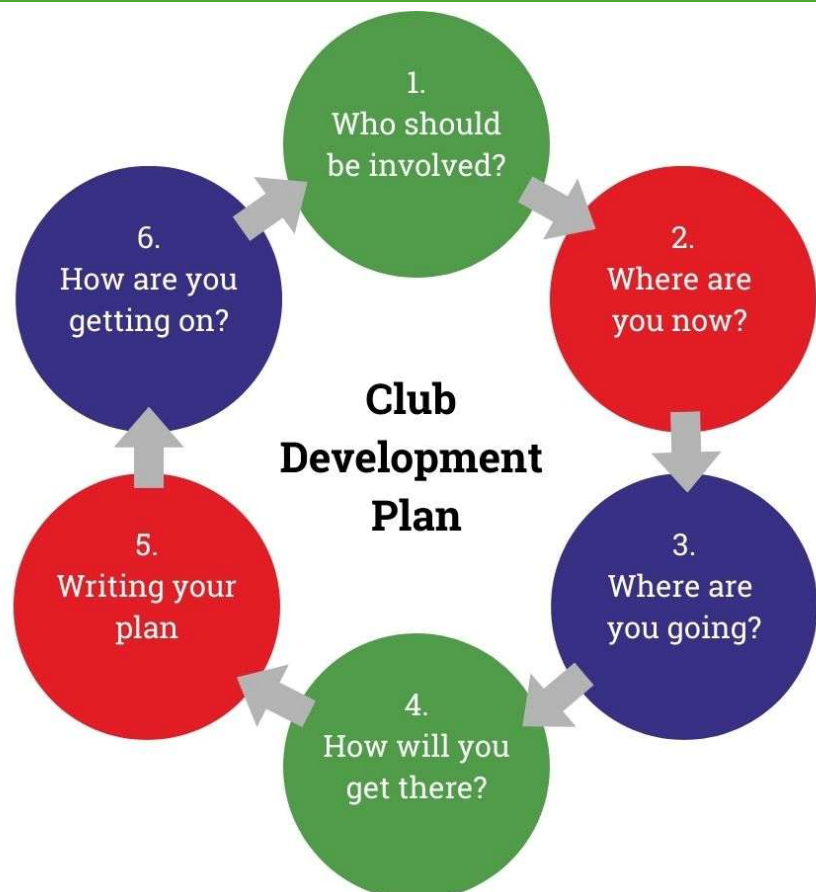 1.
Who should
be involved?
2.
Where are
you now?
3.
Where are
you going?
4.
How will you
get there?
5.
Writing your
plan
6.
How are you
getting on?
Club
Development
Plan